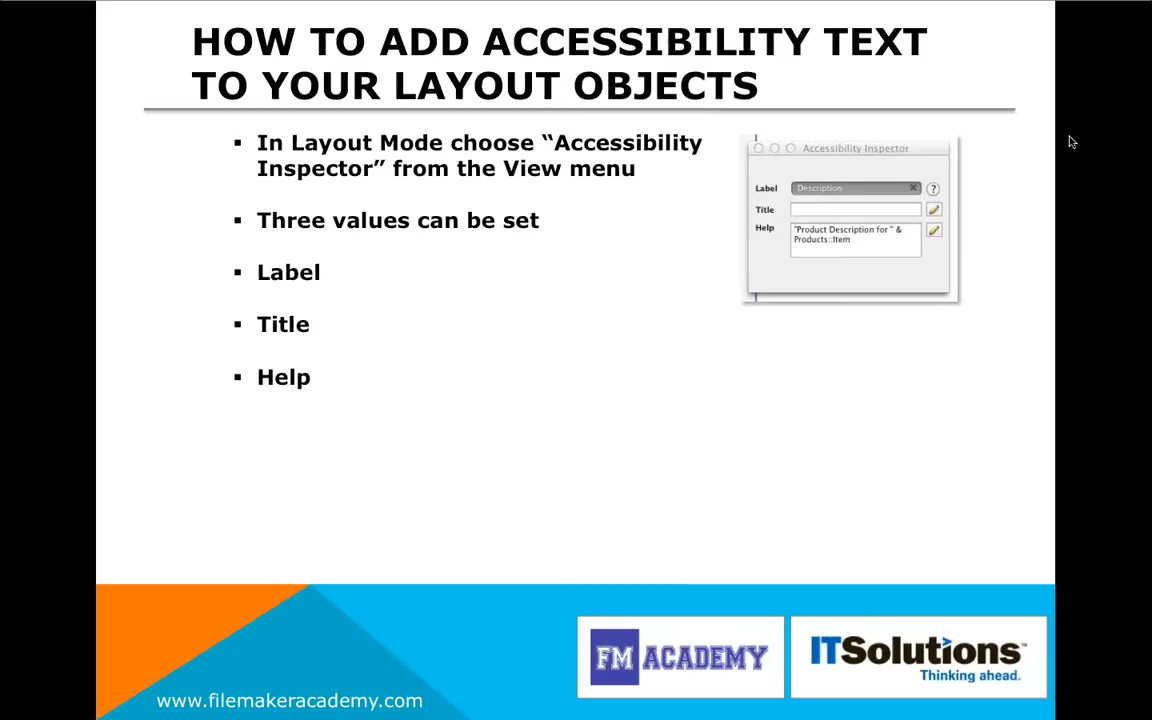 HOW TO ADD ACCESSIBILITY TEXT
TO YOUR LAYOUT OBJECTS
▪ In Layout Mode choose “Accessibility
Inspector” from the View menu
▪ Three values can be set
▪ Label
▪ Title
▪ Help
Accessibility Inspector
Label Description ?
Title
Help "Product Description for " &
Products::Item
FM ACADEMY
ITSolutions™
Thinking ahead.
www.filemakeracademy.com